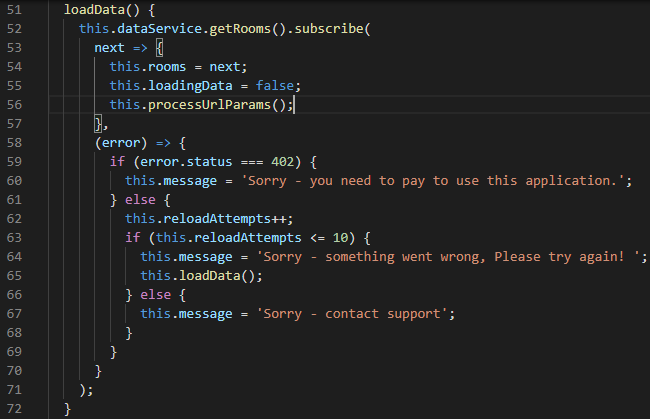 51 loadData() {
52 this.dataService.getRooms().subscribe(
53 next => {
54 this.rooms = next;
55 this.loadingData = false;
56 this.processUrlParams();
57 },
58 (error) => {
59 if (error.status === 402) {
60 this.message = 'Sorry - you need to pay to use this application.';
61 } else {
62 this.reloadAttempts++;
63 if (this.reloadAttempts <= 10) {
64 this.message = 'Sorry - something went wrong, Please try again! ';
65 this.loadData();
66 } else {
67 this.message = 'Sorry - contact support';
68 }
69 }
70 }
71 );
72 }